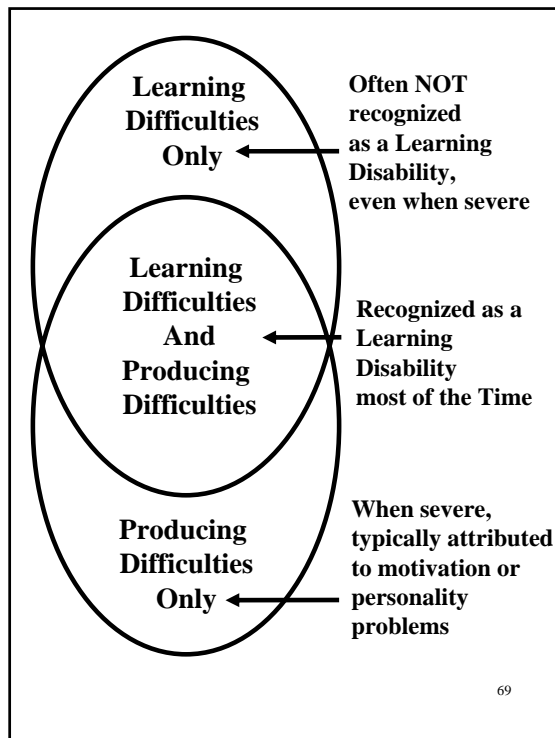 Learning
Difficulties
Only
Often NOT
recognized
as a Learning
Disability,
even when severe
Learning
Difficulties
And
Producing
Difficulties
Recognized as a
Learning
Disability
most of the Time
Producing
Difficulties
Only
When severe,
typically attributed
to motivation or
personality
problems
69